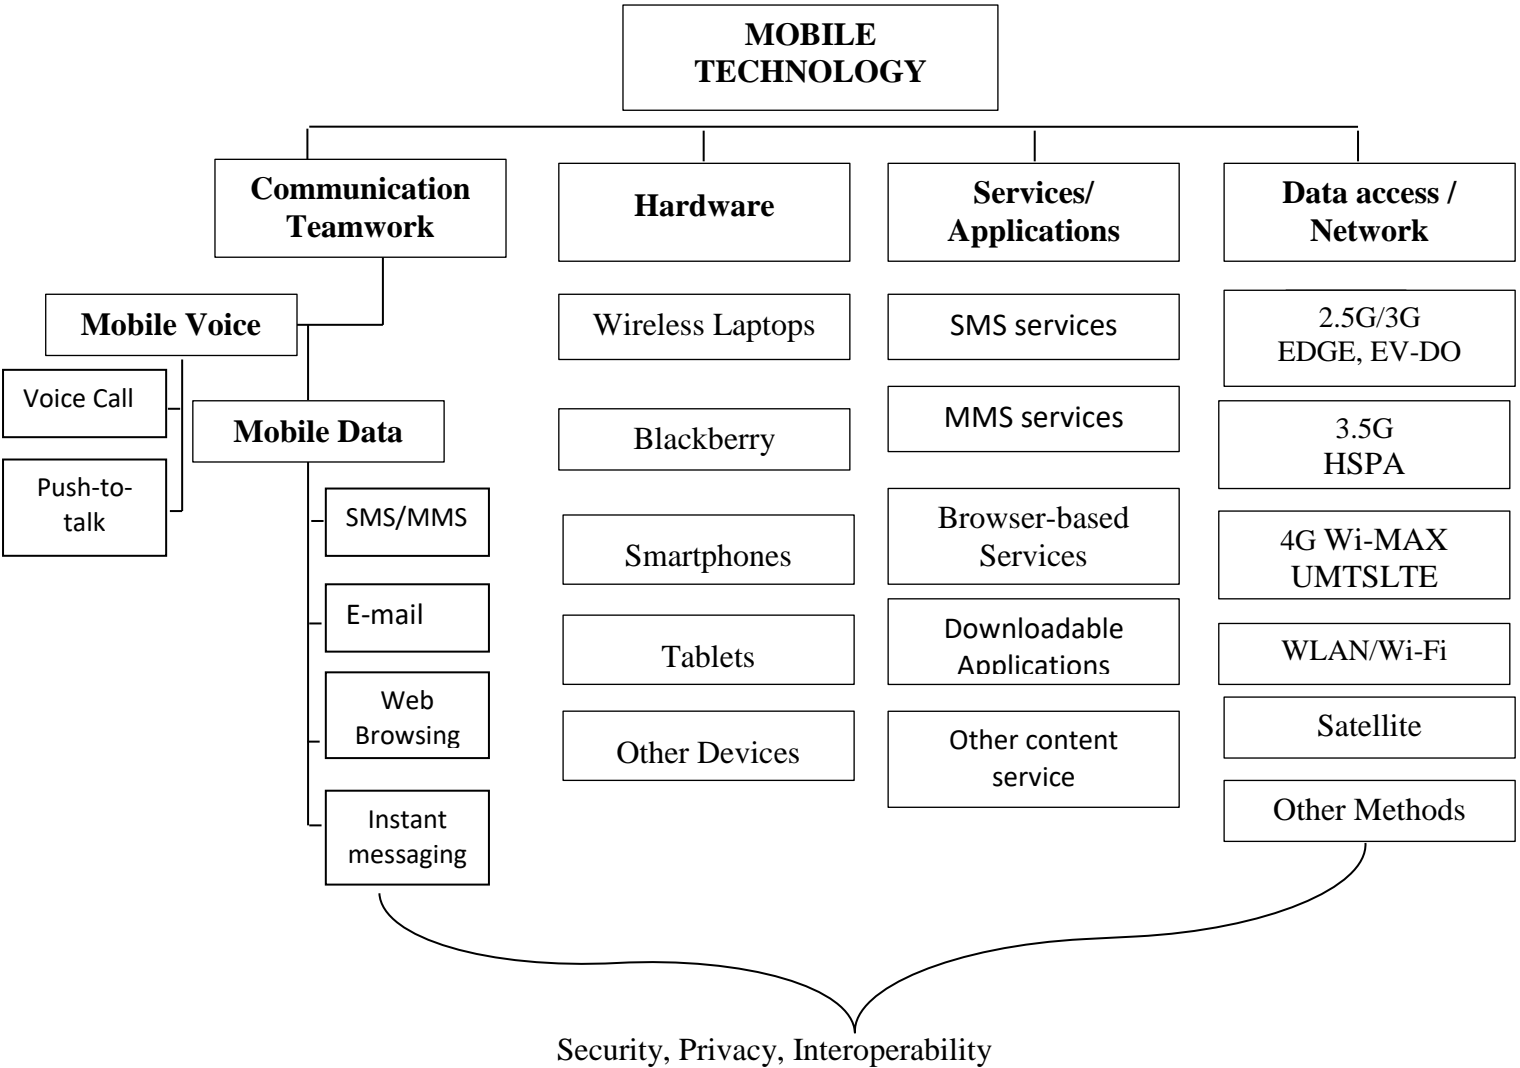 MOBILE
TECHNOLOGY
Communication
Teamwork
Mobile Voice
Voice Call
Push-to-
talk
Mobile Data
SMS/MMS
E-mail
Web
Browsing
Instant
messaging
Hardware
Wireless Laptops
Blackberry
Smartphones
Tablets
Other Devices
Services/
Applications
SMS services
MMS services
Browser-based
Services
Downloadable
Applications
Other content
service
Data access /
Network
2.5G/3G
EDGE, EV-DO
3.5G
HSPA
4G Wi-MAX
UMTSLTE
WLAN/Wi-Fi
Satellite
Other Methods
Security, Privacy, Interoperability